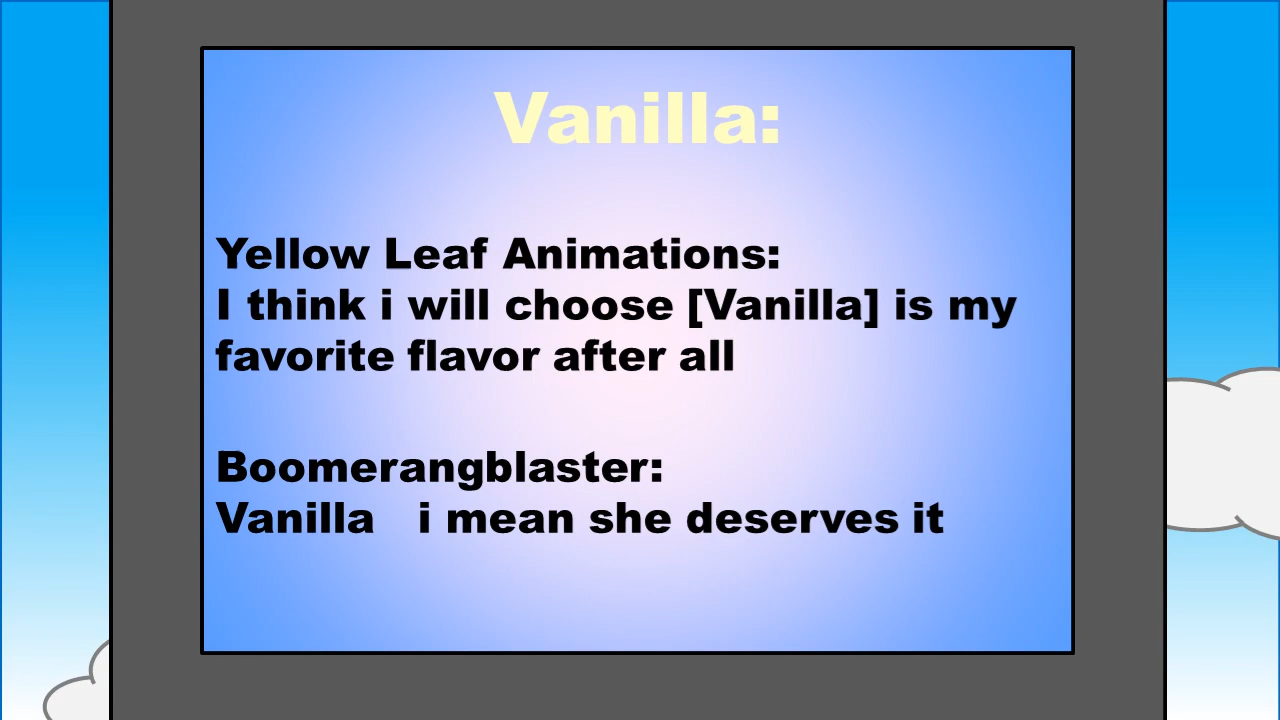 Vanilla:
Yellow Leaf Animations:
I think i will choose [Vanilla] is my
favorite flavor after all
Boomerangblaster:
Vanilla   i mean she deserves it